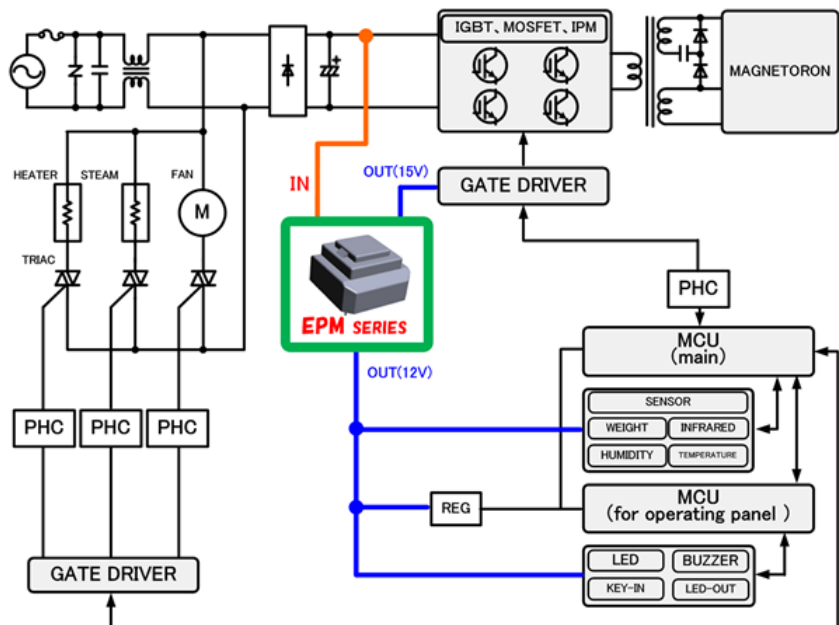 IGBT、MOSFET、IPM
MAGNETORON
HEATER
STEAM
FAN
M
TRIAC
IN
OUT(15V)
GATE DRIVER
EPM SERIES
PHC
OUT(12V)
MCU
(main)
SENSOR
WEIGHT
INFRARED
HUMIDITY
TEMPERATURE
PHC
PHC
PHC
REG
MCU
(for operating panel )
LED
BUZZER
KEY-IN
LED-OUT
GATE DRIVER